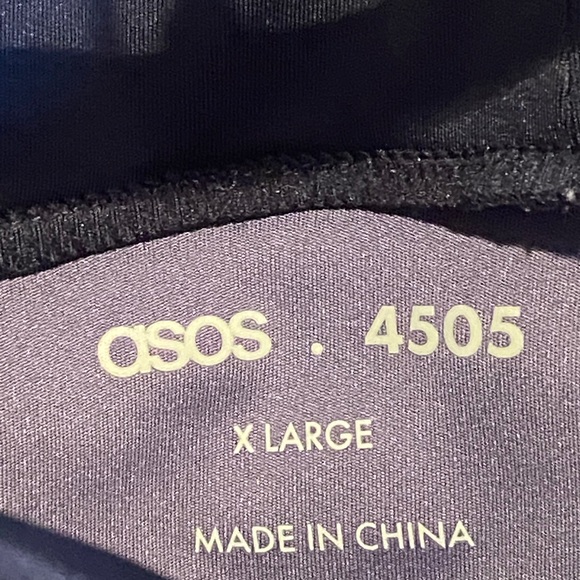 asos . 4505
X LARGE
MADE IN CHINA